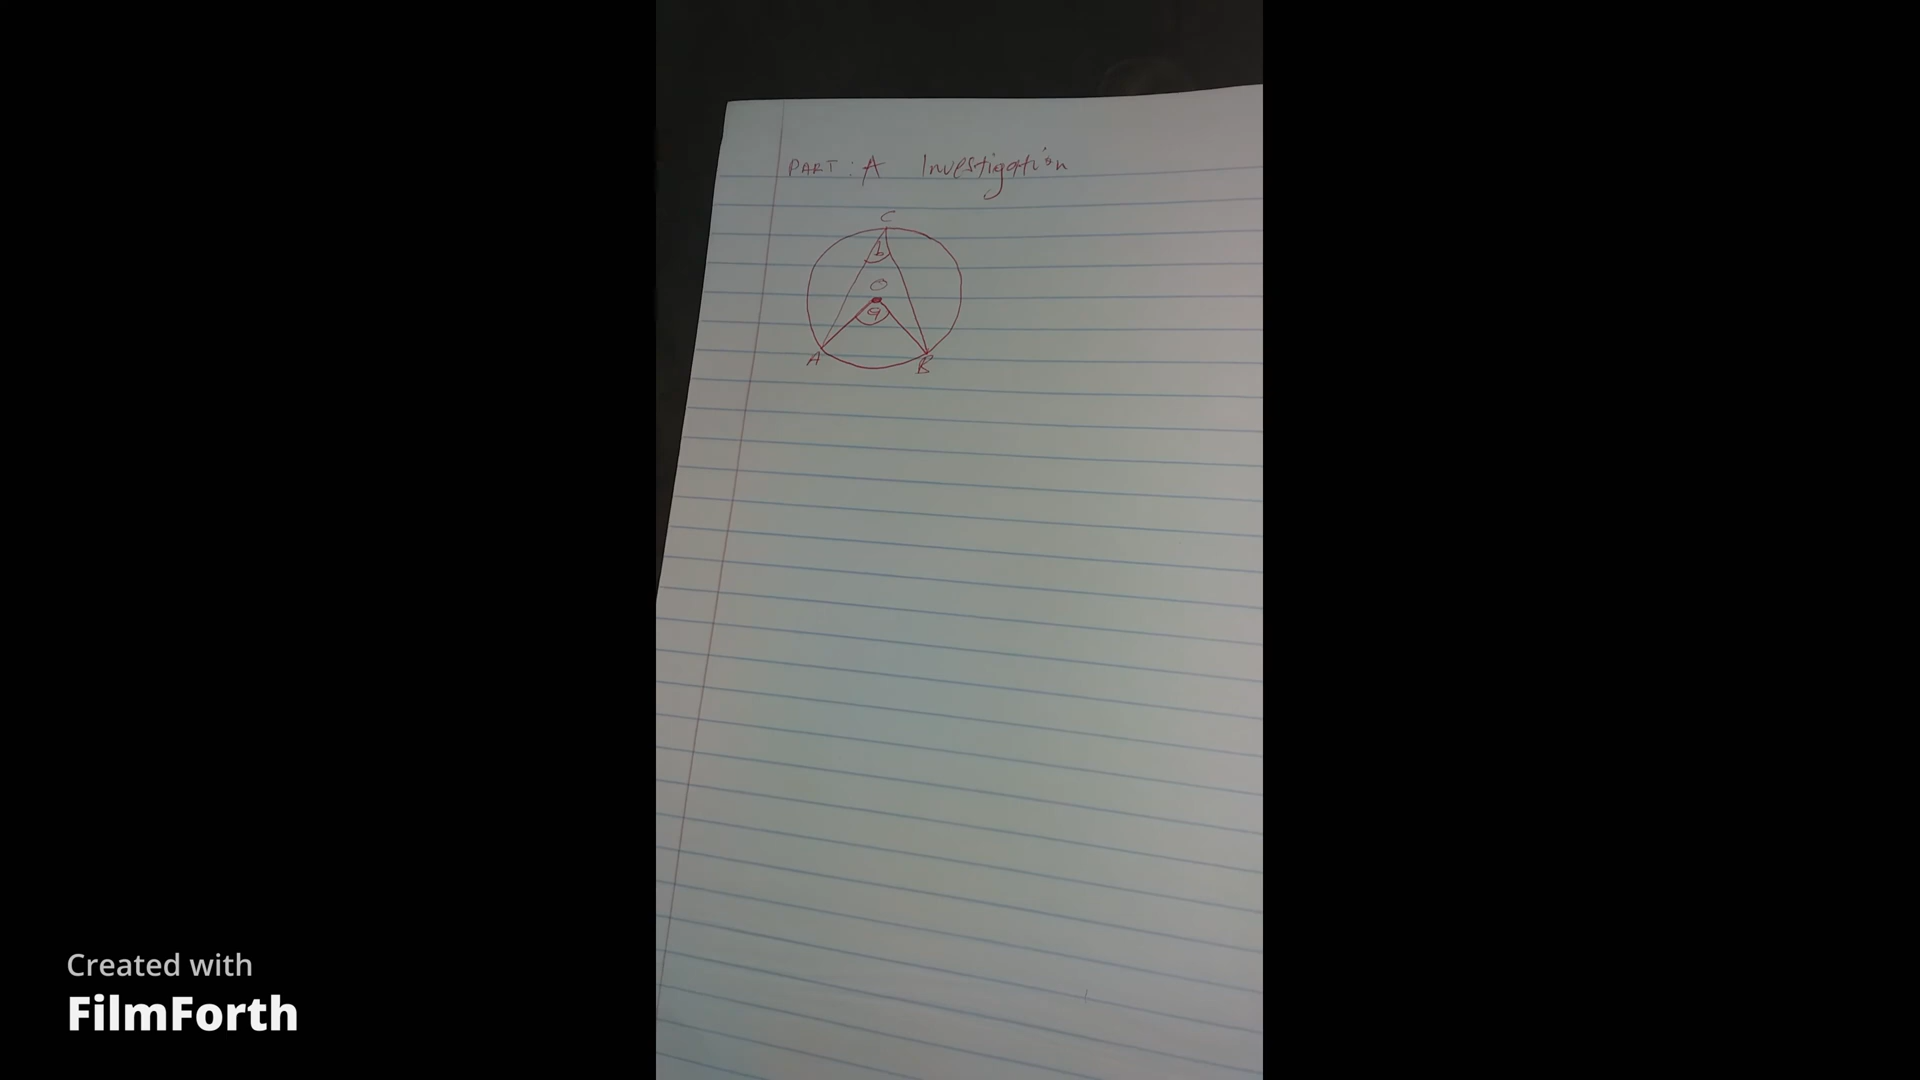 PART: A Investigation
C
b
O
a
A B
Created with
FilmForth